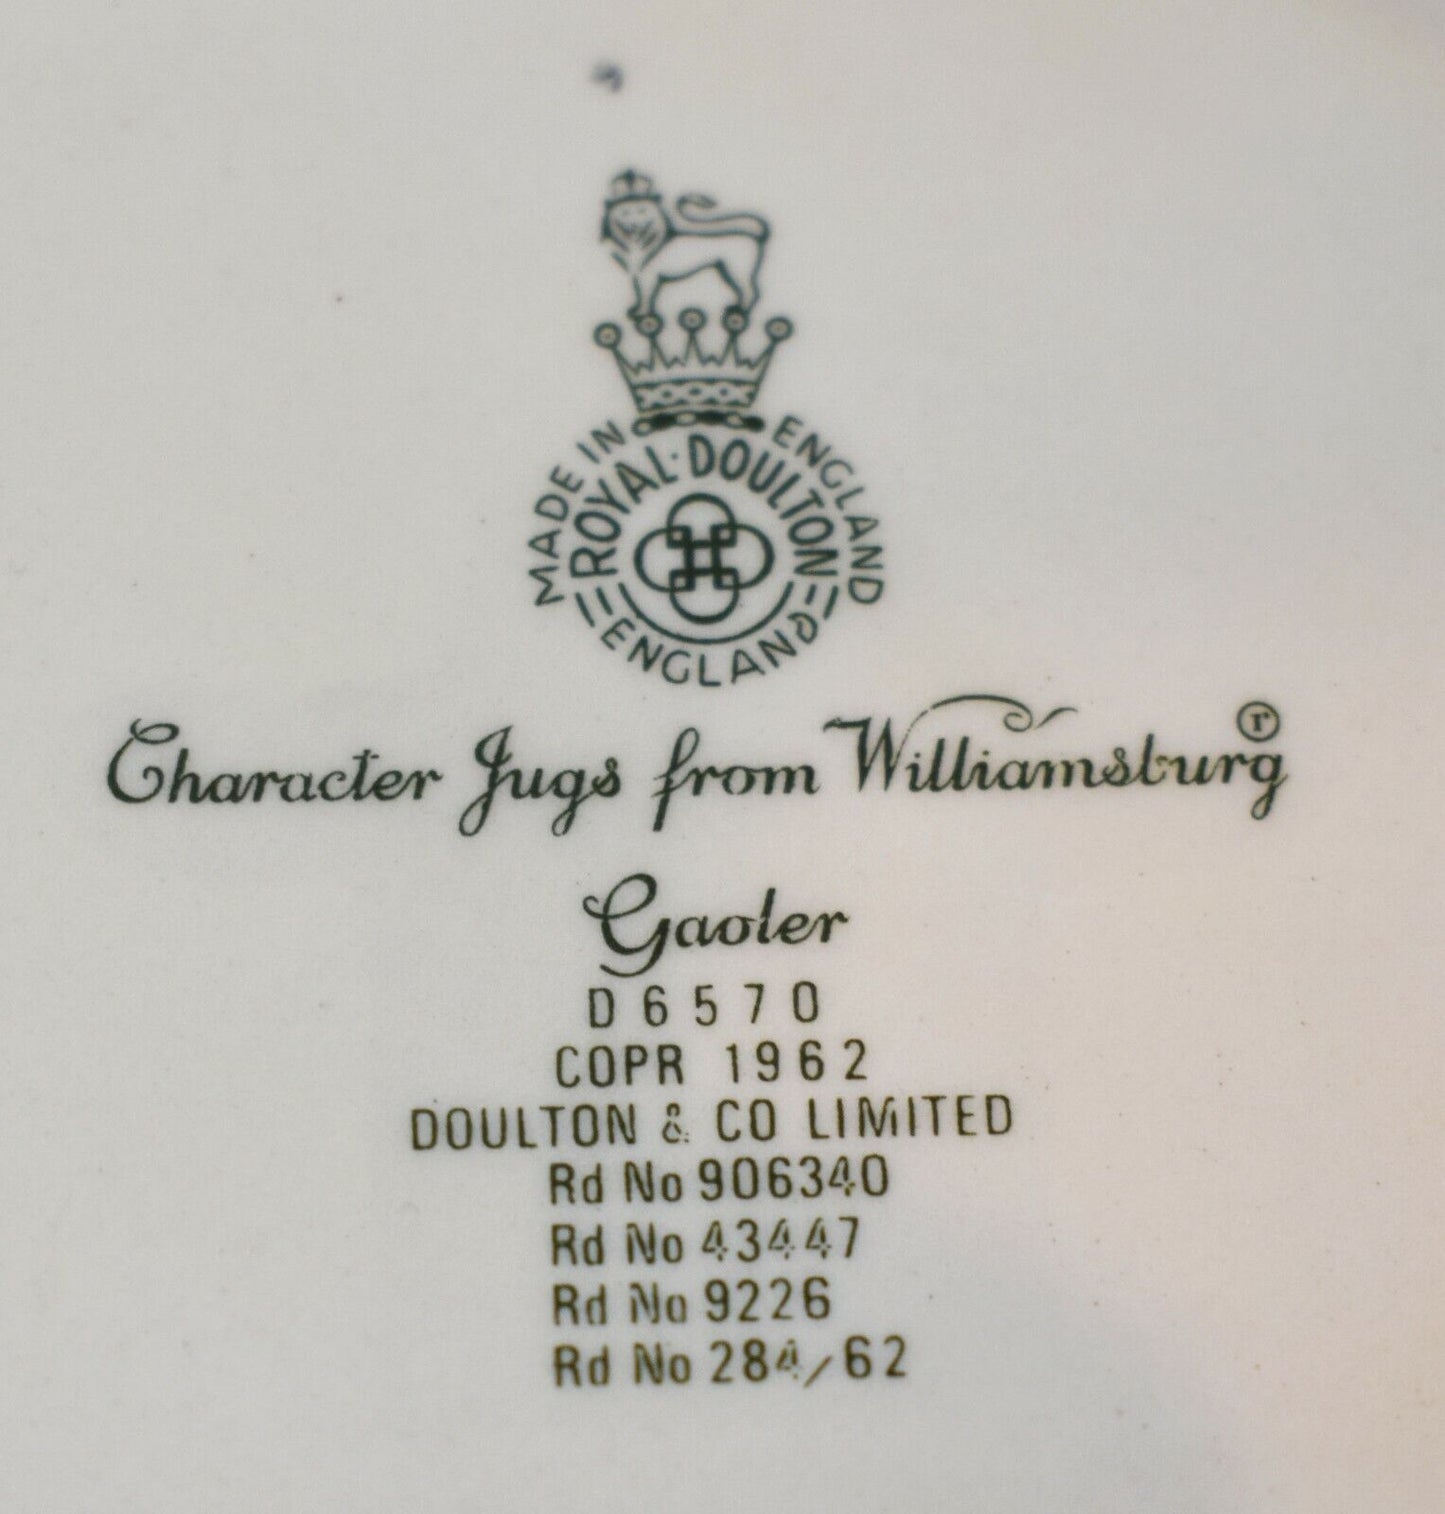 MADE IN ENGLAND
ROYAL·DOULTON
ENGLAND
Character Jugs from Williamsburg ®
Gaoler
D 6570
COPR 1962
DOULTON & CO LIMITED
Rd No 906340
Rd No 43447
Rd No 9226
Rd No 284/62